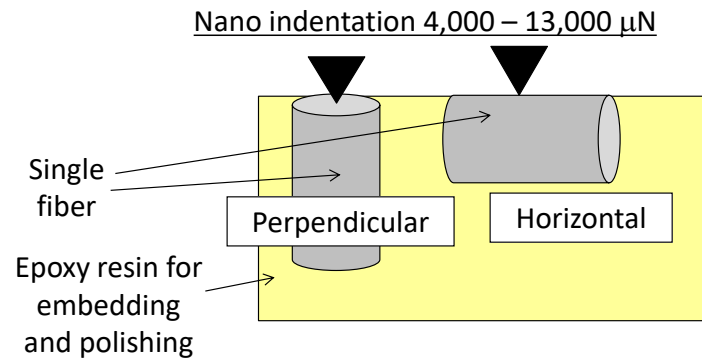 Nano indentation 4,000 – 13,000 μN
Single
fiber
Perpendicular
Horizontal
Epoxy resin for
embedding
and polishing